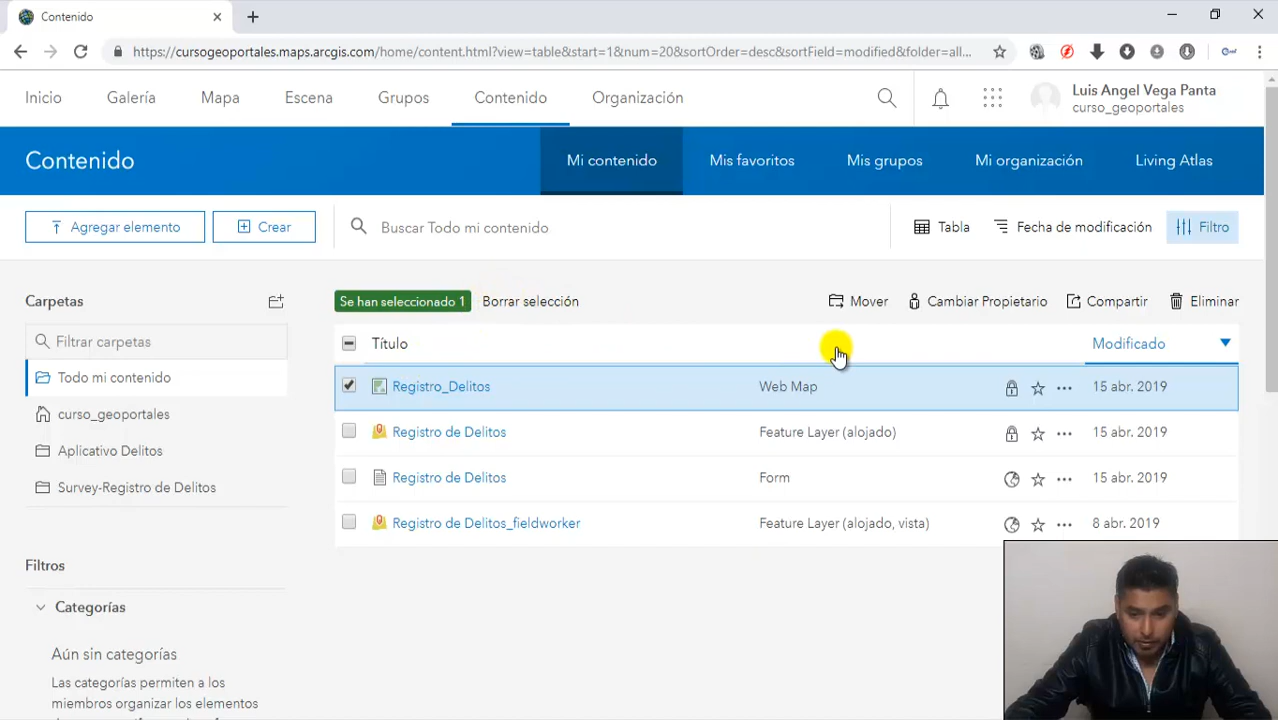 Contenido
https://cursogeoportales.maps.arcgis.com/home/content.html?view=table&start=1&num=20&sortOrder=desc&sortField=modified&folder=all...
Inicio Galería Mapa Escena Grupos Contenido Organización
Luis Angel Vega Panta
curso_geoportales
Contenido Mi contenido Mis favoritos Mis grupos Mi organización Living Atlas
Agregar elemento Crear Buscar Todo mi contenido Tabla Fecha de modificación Filtro
Carpetas Se han seleccionado 1 Borrar selección Mover Cambiar Propietario Compartir Eliminar
Filtrar carpetas Título Modificado
Todo mi contenido Registro_Delitos Web Map 15 abr. 2019
curso_geoportales Registro de Delitos Feature Layer (alojado) 15 abr. 2019
Aplicativo Delitos Registro de Delitos Form 15 abr. 2019
Survey-Registro de Delitos Registro de Delitos_fieldworker Feature Layer (alojado, vista) 8 abr. 2019
Filtros
Categorías
Aún sin categorías
Las categorías permiten a los
miembros organizar los elementos